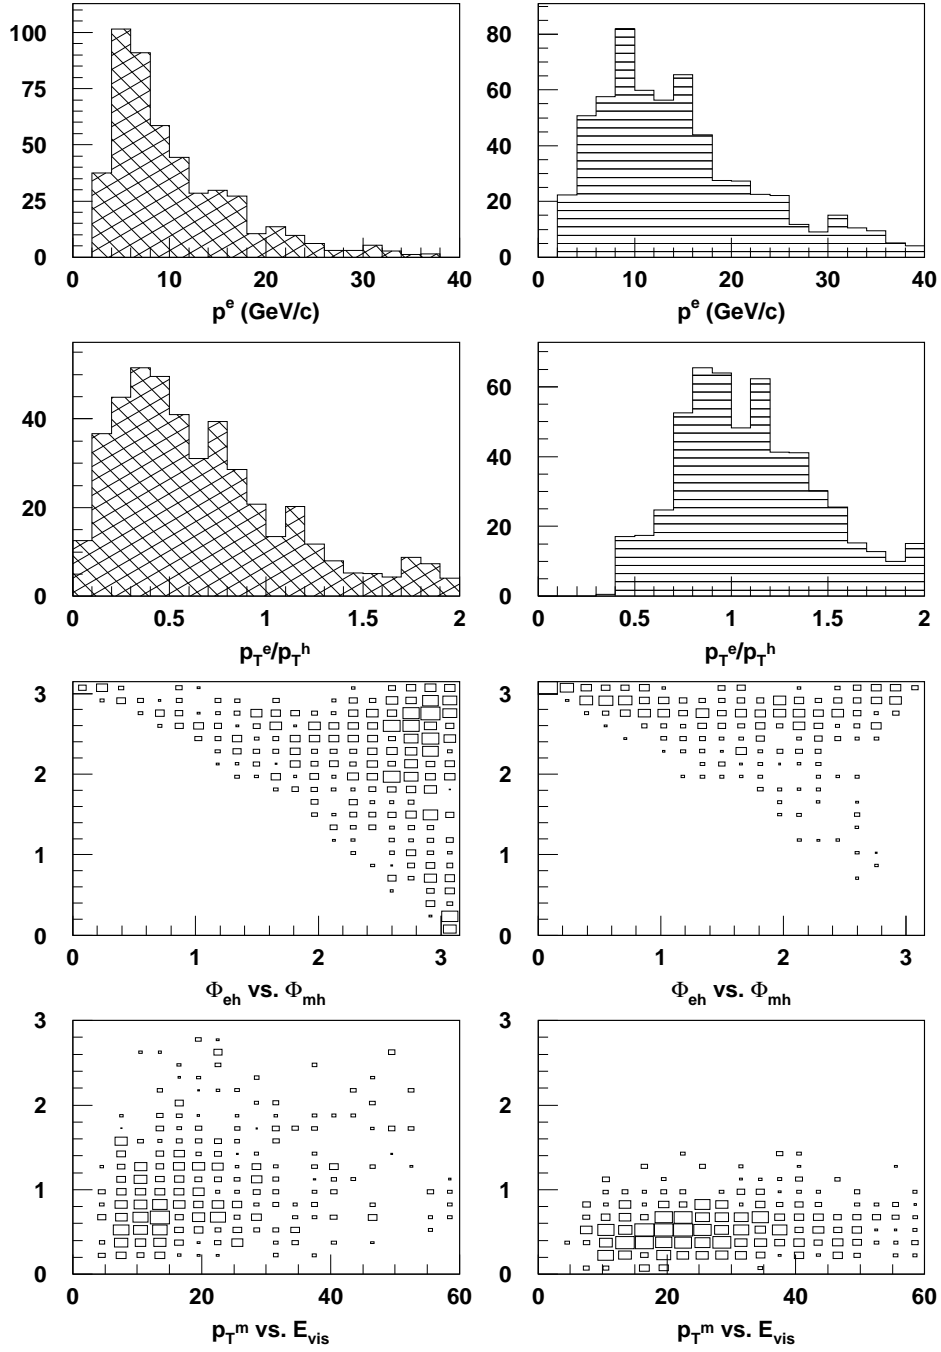 100
75
50
25
0
0 10 20 30 40
p^e (GeV/c)
80
60
40
20
0
0 10 20 30 40
p^e (GeV/c)
40
20
0
0.5 1 1.5 2
p_T^e/p_T^h
60
40
20
0
0 0.5 1 1.5 2
p_T^e/p_T^h
3
2
1
0
0 1 2 3
Φ_eh vs. Φ_mh
3
2
1
0
0 1 2 3
Φ_eh vs. Φ_mh
3
2
1
0
0 20 40 60
p_T^m vs. E_vis
3
2
1
0
0 20 40 60
p_T^m vs. E_vis